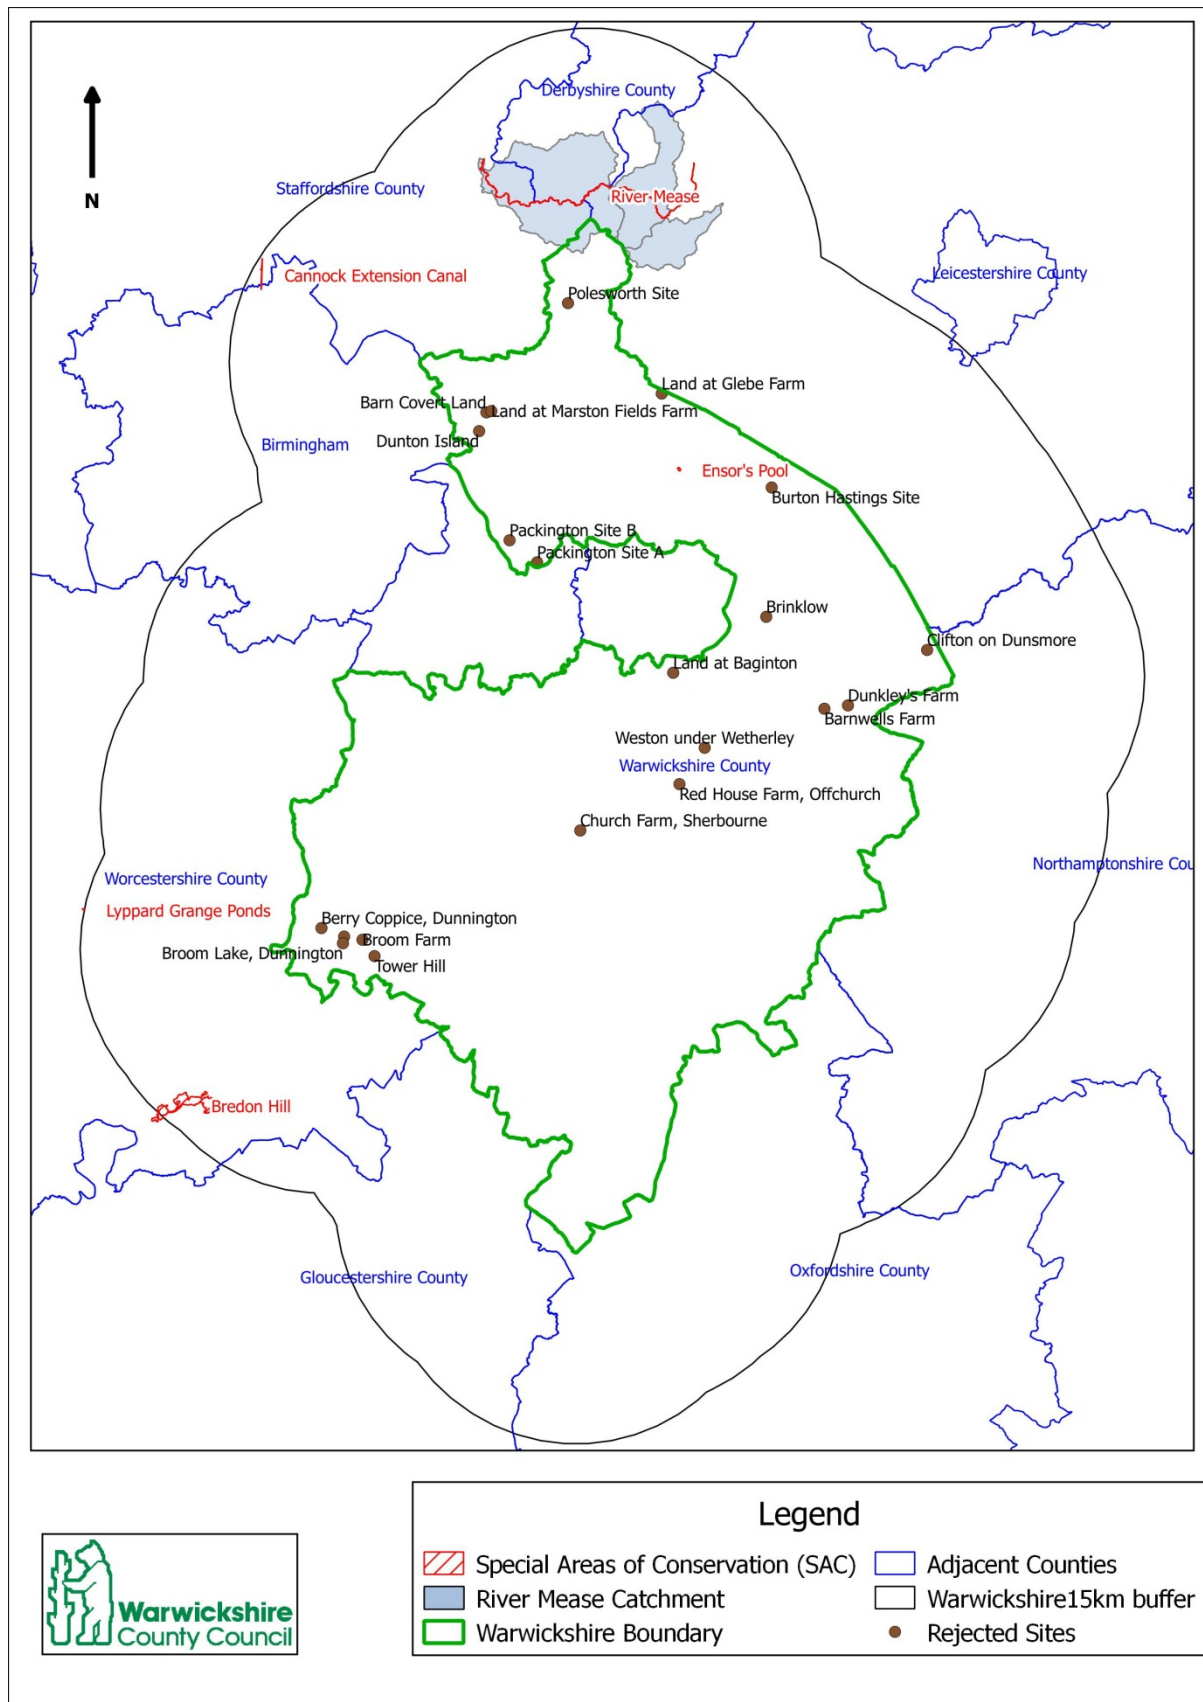 Derbyshire County
Staffordshire County
River Mease
N
Cannock Extension Canal
Leicestershire County
Polesworth Site
Land at Glebe Farm
Barn Covert Land
Land at Marston Fields Farm
Dunton Island
Birmingham
Ensor's Pool
Burton Hastings Site
Packington Site B
Packington Site A
Brinklow
Clifton on Dunsmore
Land at Baginton
Dunkley's Farm
Barnwells Farm
Weston under Wetherley
Warwickshire County
Red House Farm, Offchurch
Church Farm, Sherbourne
Northamptonshire Cou
Worcestershire County
Lyppard Grange Ponds
Berry Coppice, Dunnington
Broom Farm
Broom Lake, Dunnington
Tower Hill
Bredon Hill
Gloucestershire County
Oxfordshire County
Legend
Special Areas of Conservation (SAC)
Adjacent Counties
River Mease Catchment
Warwickshire15km buffer
Warwickshire Boundary
Rejected Sites
Warwickshire
County Council